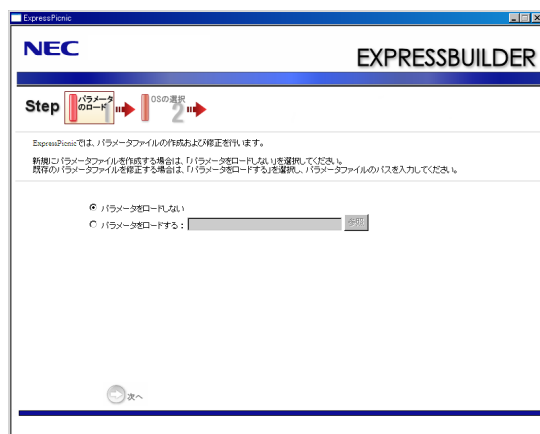 ExpressPicnic
NEC
EXPRESSBUILDER
Step パラメータのロード 1 OSの選択 2
ExpressPicnicでは、パラメータファイルの作成および修正を行います。
新規にパラメータファイルを作成する場合は、「パラメータをロードしない」を選択してください。
既存のパラメータファイルを修正する場合は、「パラメータをロードする」を選択し、パラメータファイルのパスを入力してください。
パラメータをロードしない
パラメータをロードする：
参照
次へ